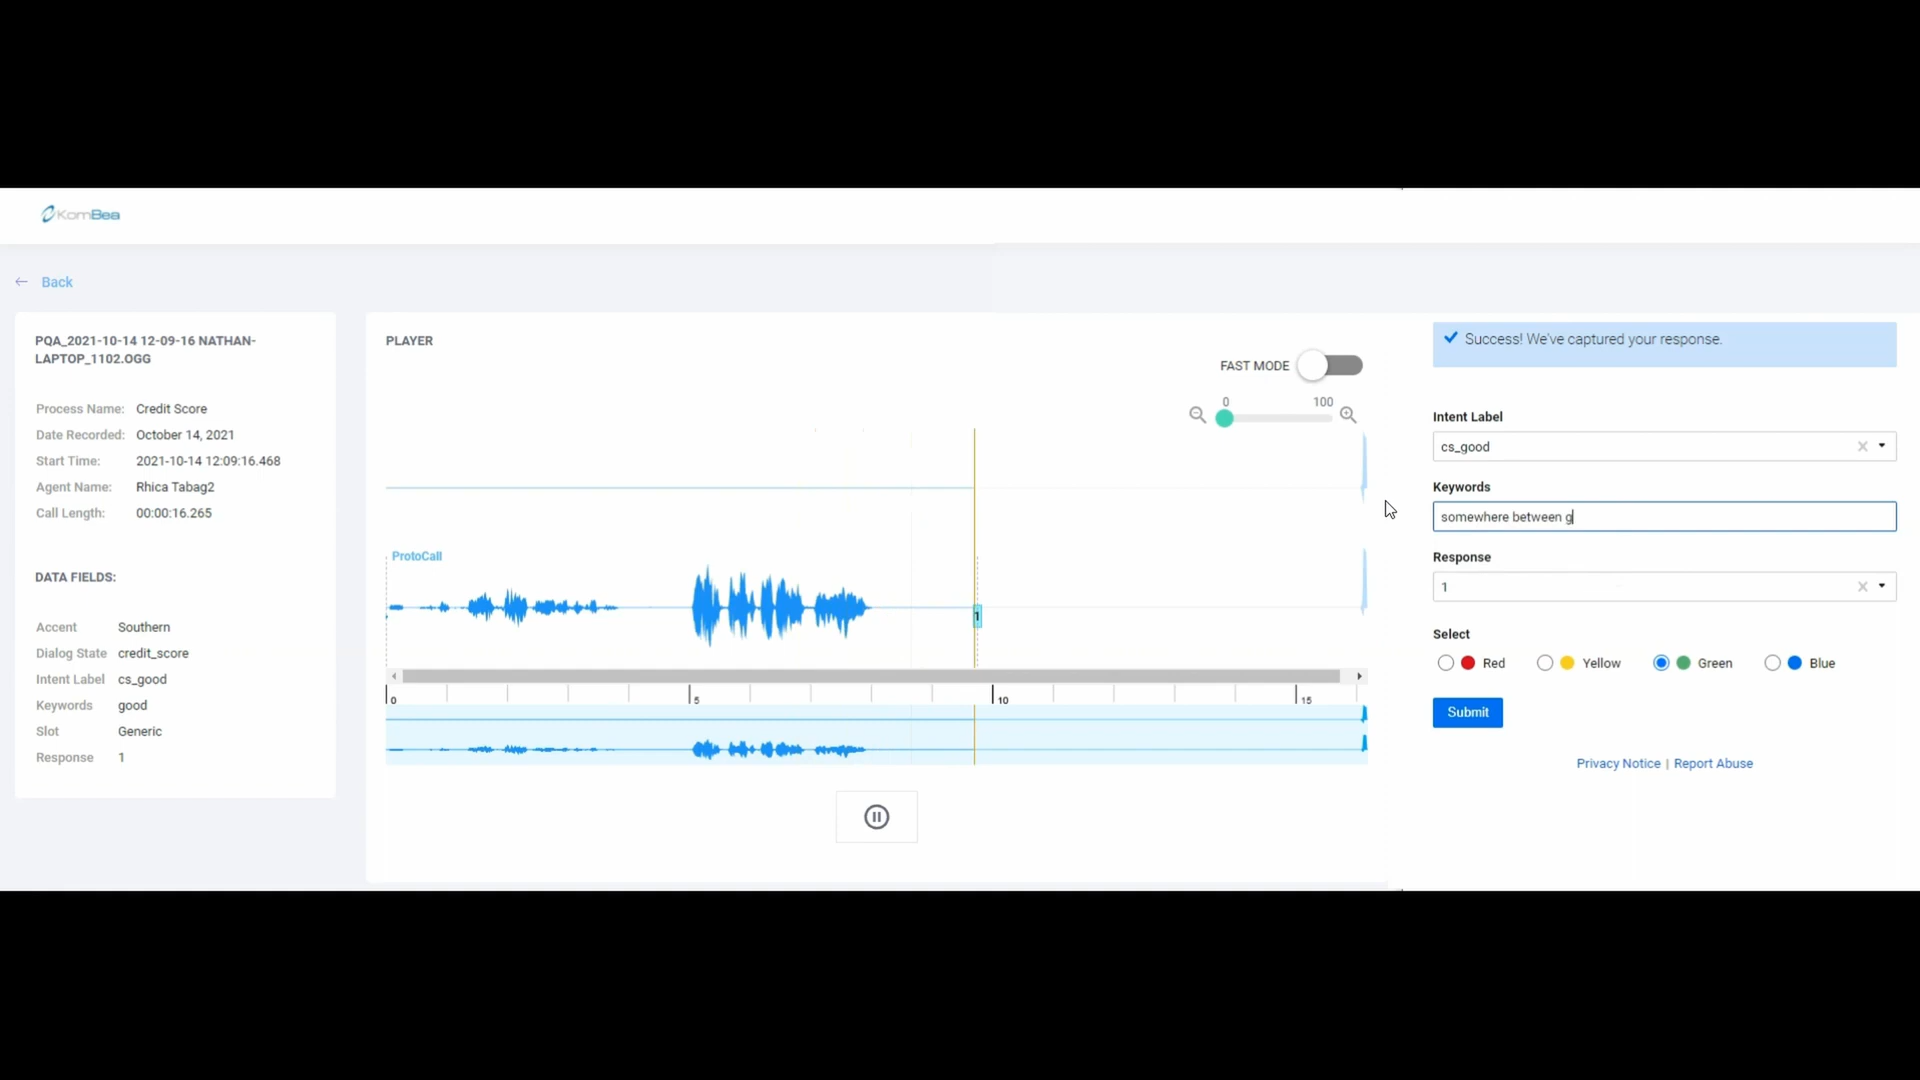 KomBea
← Back
PQA_2021-10-14 12-09-16 NATHAN-
LAPTOP_1102.OGG
Process Name: Credit Score
Date Recorded: October 14, 2021
Start Time: 2021-10-14 12:09:16.468
Agent Name: Rhica Tabag2
Call Length: 00:00:16.265
DATA FIELDS:
Accent Southern
Dialog State credit_score
Intent Label cs_good
Keywords good
Slot Generic
Response 1
PLAYER
FAST MODE
0 100
ProtoCall
1
0 5 10 15
Success! We've captured your response.
Intent Label
cs_good
Keywords
somewhere between g
Response
1
Select
Red Yellow Green Blue
Submit
Privacy Notice | Report Abuse